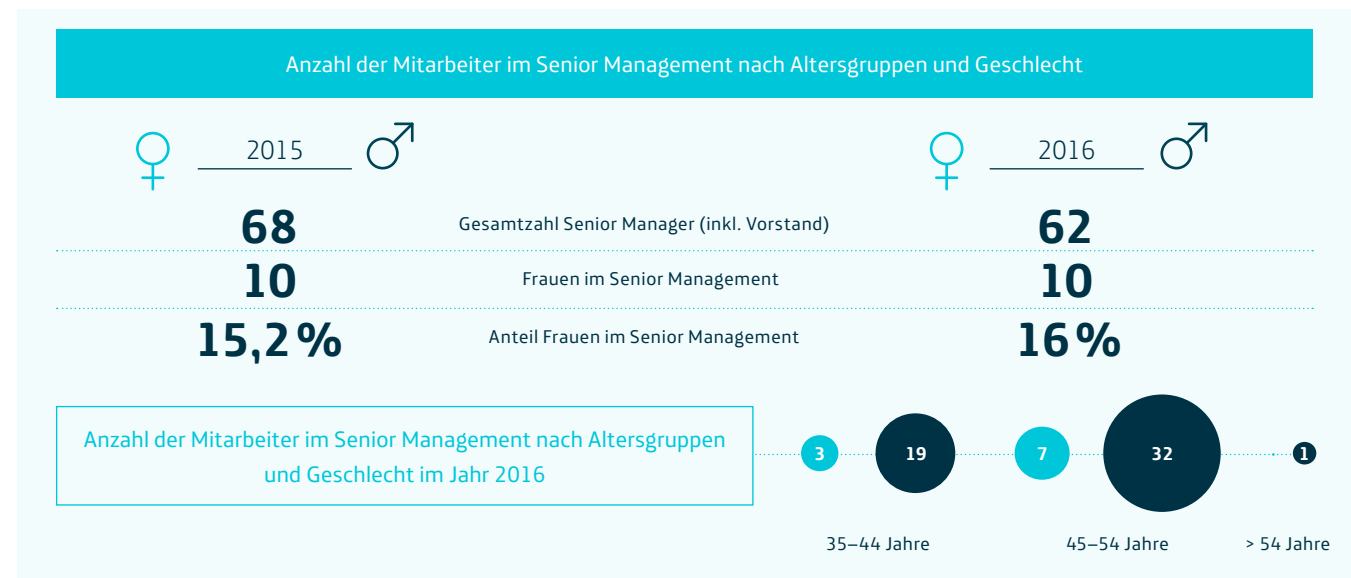 Anzahl der Mitarbeiter im Senior Management nach Altersgruppen und Geschlecht
2015
2016
68 Gesamtzahl Senior Manager (inkl. Vorstand) 62
10 Frauen im Senior Management 10
15,2 % Anteil Frauen im Senior Management 16 %
Anzahl der Mitarbeiter im Senior Management nach Altersgruppen
und Geschlecht im Jahr 2016
3 19 7 32 1
35–44 Jahre 45–54 Jahre > 54 Jahre